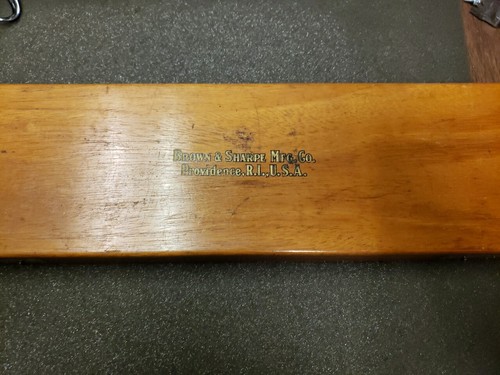 Brown & Sharpe Mfg. Co.
Providence. R.I., U.S.A.